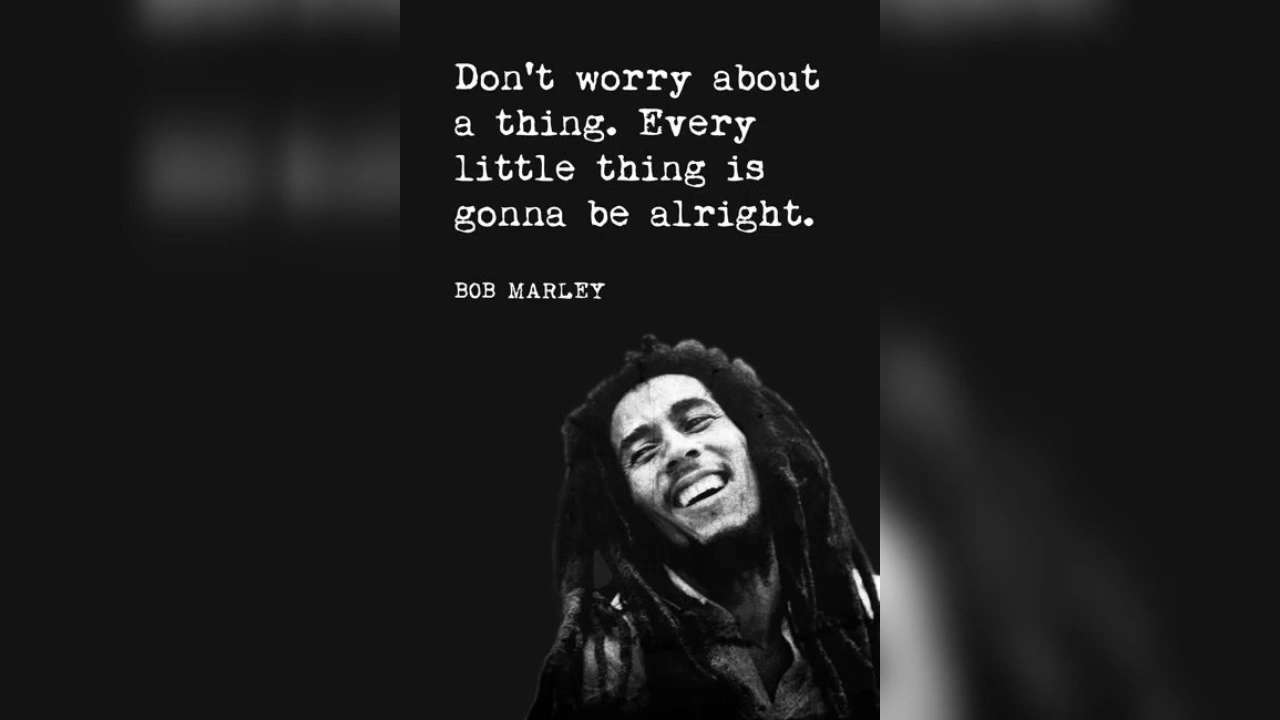 Don't worry about
a thing. Every
little thing is
gonna be alright.
BOB MARLEY